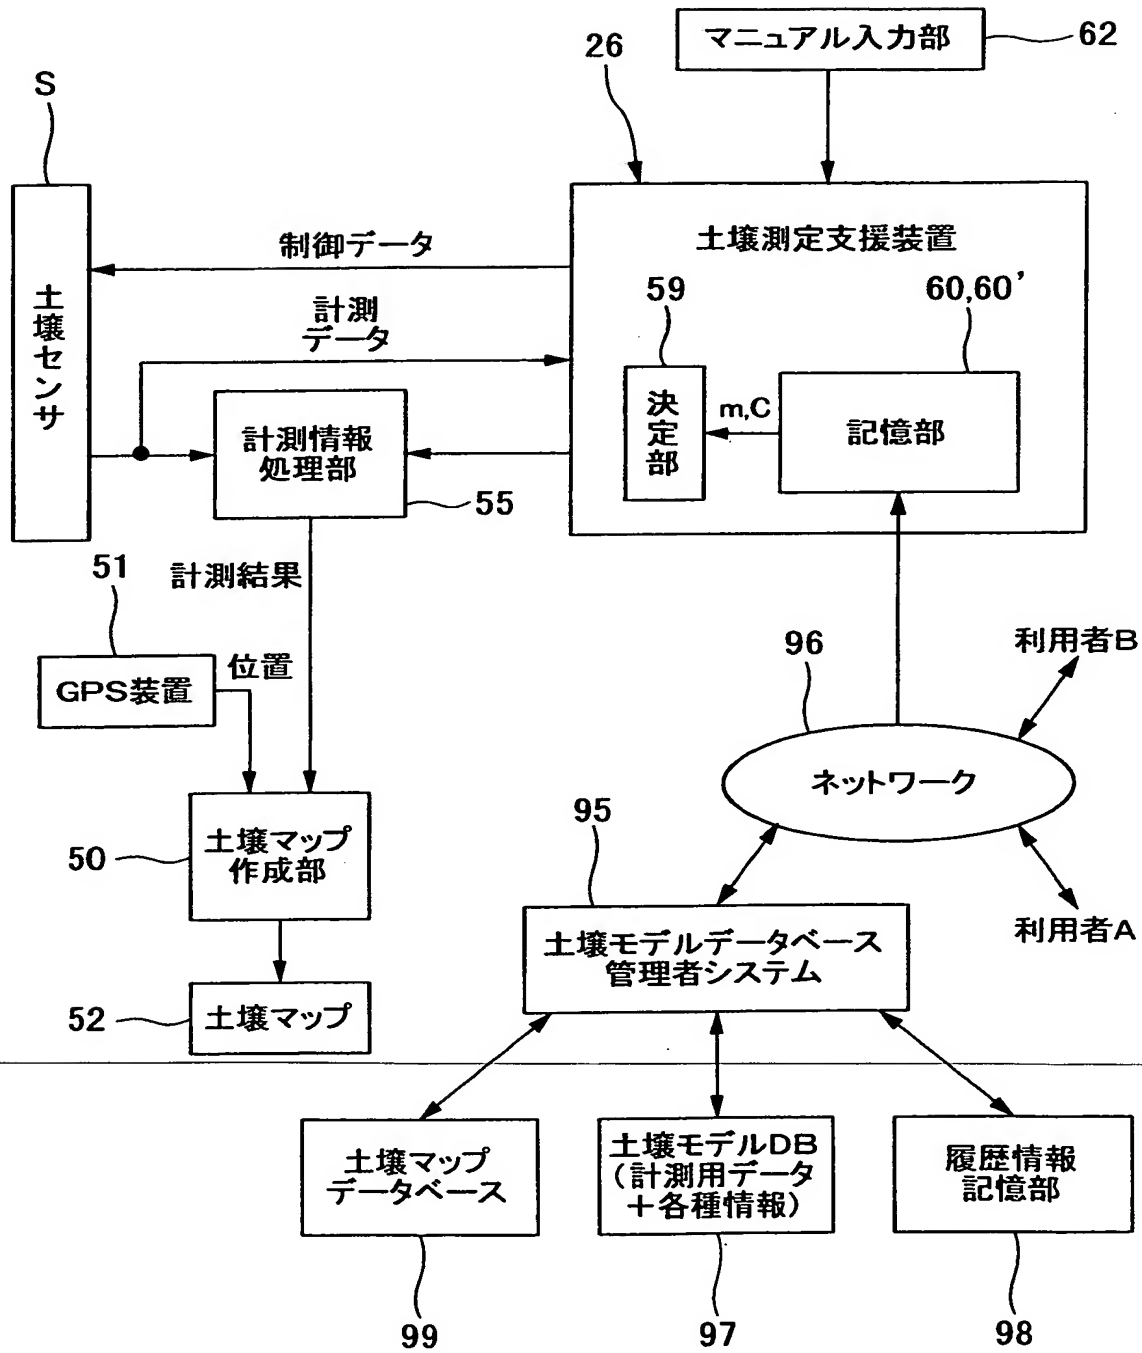 マニュアル入力部
62
26
S
土壌測定支援装置
制御データ
59
60,60'
計測
データ
土壌センサ
決定部
m,C
記憶部
計測情報
処理部
55
51
計測結果
GPS装置
位置
96
利用者B
ネットワーク
95
50
土壌マップ
作成部
利用者A
土壌モデルデータベース
管理者システム
52
土壌マップ
土壌マップ
データベース
土壌モデルDB
(計測用データ
+各種情報)
履歴情報
記憶部
99
97
98